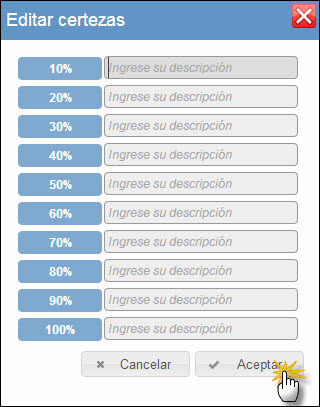 Editar certezas
10% Ingrese su descripción
20% Ingrese su descripción
30% Ingrese su descripción
40% Ingrese su descripción
50% Ingrese su descripción
60% Ingrese su descripción
70% Ingrese su descripción
80% Ingrese su descripción
90% Ingrese su descripción
100% Ingrese su descripción
Cancelar Aceptar